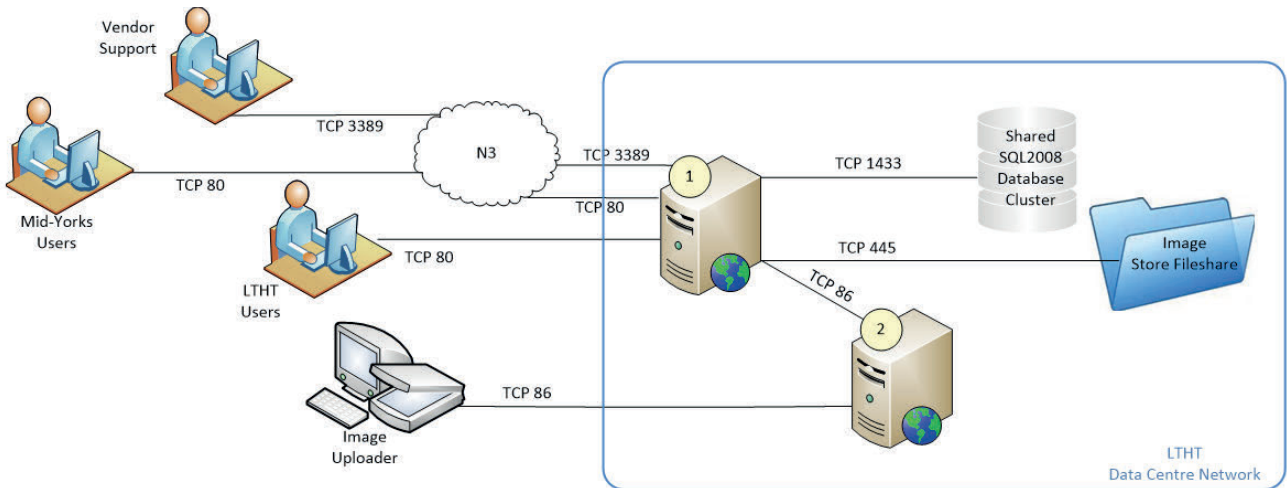 Vendor
Support
TCP 3389
Mid-Yorks
Users
TCP 80
N3
LTHT
Users
TCP 80
Image
Uploader
TCP 86
TCP 3389
TCP 80
1
TCP 1433
Shared
SQL2008
Database
Cluster
TCP 445
Image
Store Fileshare
TCP 86
2
LTHT
Data Centre Network